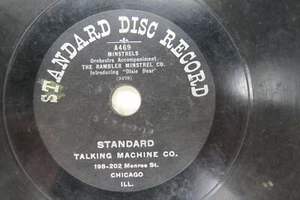 STANDARD DISC RECORD
A469
MINSTRELS
Orchestra Accompaniment
THE RAMBLER MINSTREL CO.
Introducing "Dixie Dear"
[3476]
STANDARD
TALKING MACHINE CO.
198-202 Monroe St.
CHICAGO
ILL.